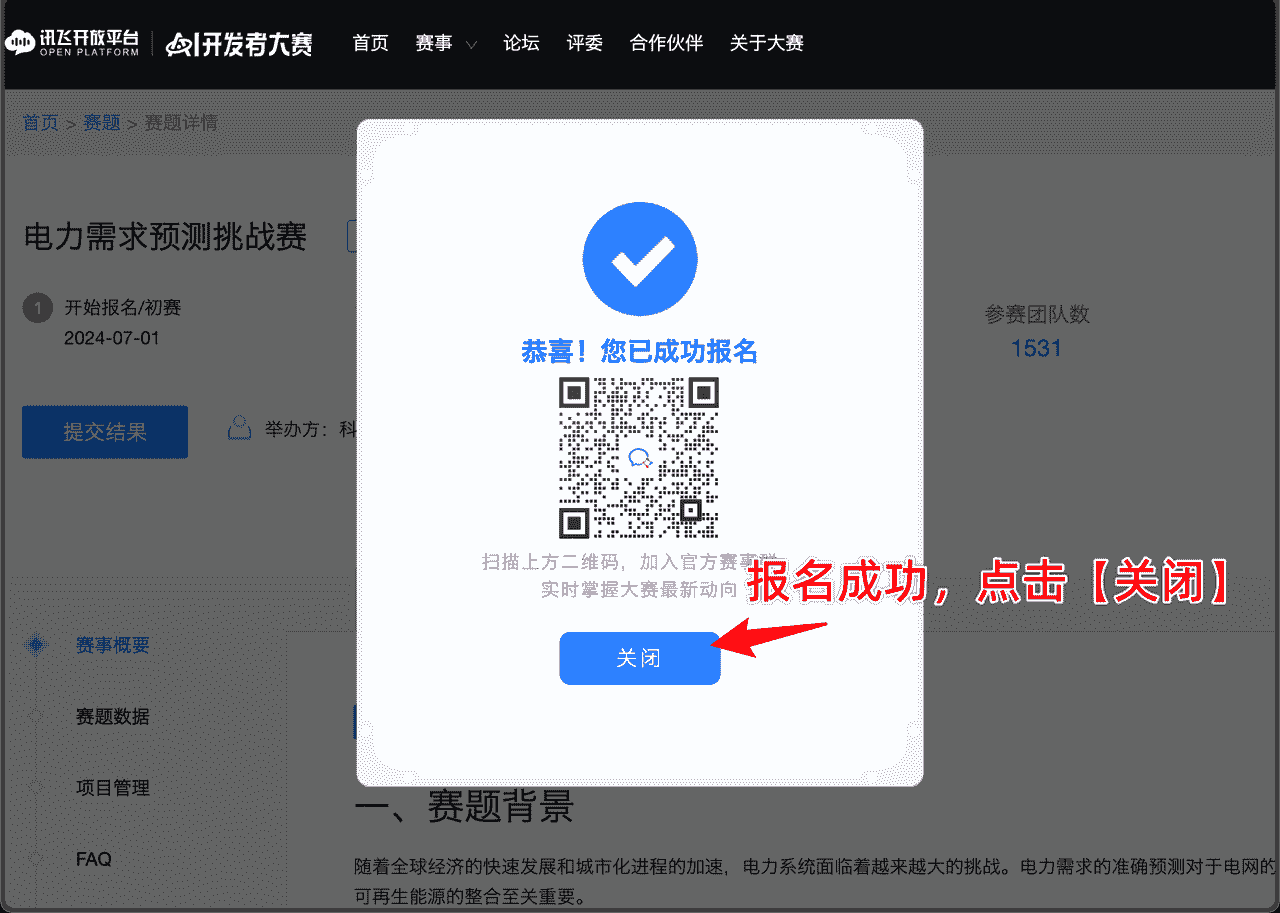 讯飞开放平台
OPEN PLATFORM
AI开发者大赛
首页 赛事 论坛 评委 合作伙伴 关于大赛
首页 > 赛题 > 赛题详情
电力需求预测挑战赛
1 开始报名/初赛
2024-07-01
参赛团队数
1531
提交结果
举办方：科
恭喜！您已成功报名
扫描上方二维码，加入官方赛事群
实时掌握大赛最新动向
报名成功，点击【关闭】
关闭
赛事概要
赛题数据
项目管理
FAQ
一、赛题背景
随着全球经济的快速发展和城市化进程的加速，电力系统面临着越来越大的挑战。电力需求的准确预测对于电网的
可再生能源的整合至关重要。